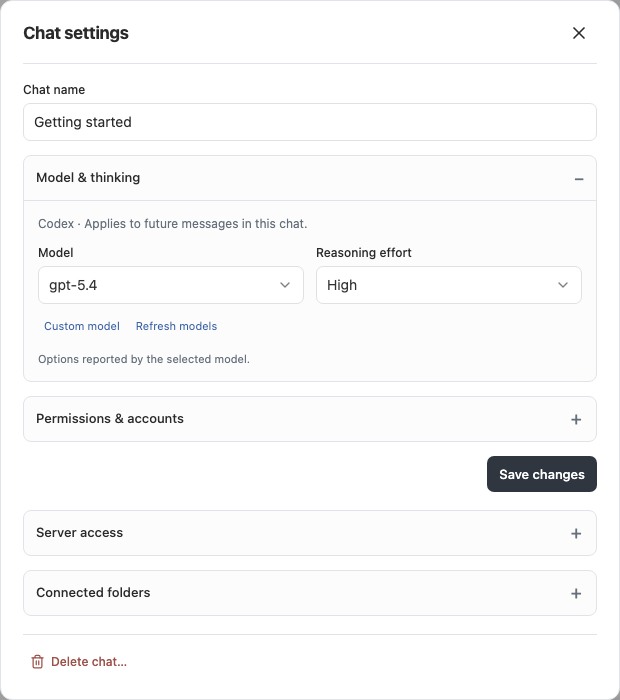 Chat settings
Chat name
Getting started
Model & thinking
Codex · Applies to future messages in this chat.
Model
Reasoning effort
gpt-5.4
High
Custom model
Refresh models
Options reported by the selected model.
Permissions & accounts
Save changes
Server access
Connected folders
Delete chat...